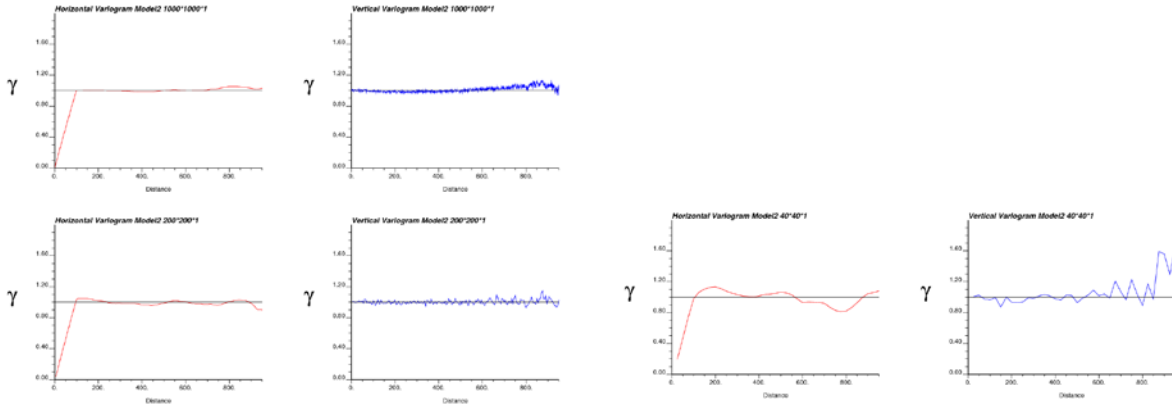 Horizontal Variogram Model2 1000*1000*1
1.60
1.20
γ
0.80
0.40
0.00
0. 200. 400. 600. 800.
Distance
Vertical Variogram Model2 1000*1000*1
1.60
1.20
γ
0.80
0.40
0.00
0. 200. 400. 600. 800.
Distance
Horizontal Variogram Model2 200*200*1
1.60
1.20
γ
0.80
0.40
0.00
0. 200. 400. 600. 800.
Distance
Vertical Variogram Model2 200*200*1
1.60
1.20
γ
0.80
0.40
0.00
0. 200. 400. 600. 800.
Distance
Horizontal Variogram Model2 40*40*1
1.60
1.20
γ
0.80
0.40
0.00
0. 200. 400. 600. 800.
Distance
Vertical Variogram Model2 40*40*1
1.60
1.20
γ
0.80
0.40
0.00
0. 200. 400. 600. 800.
Distance